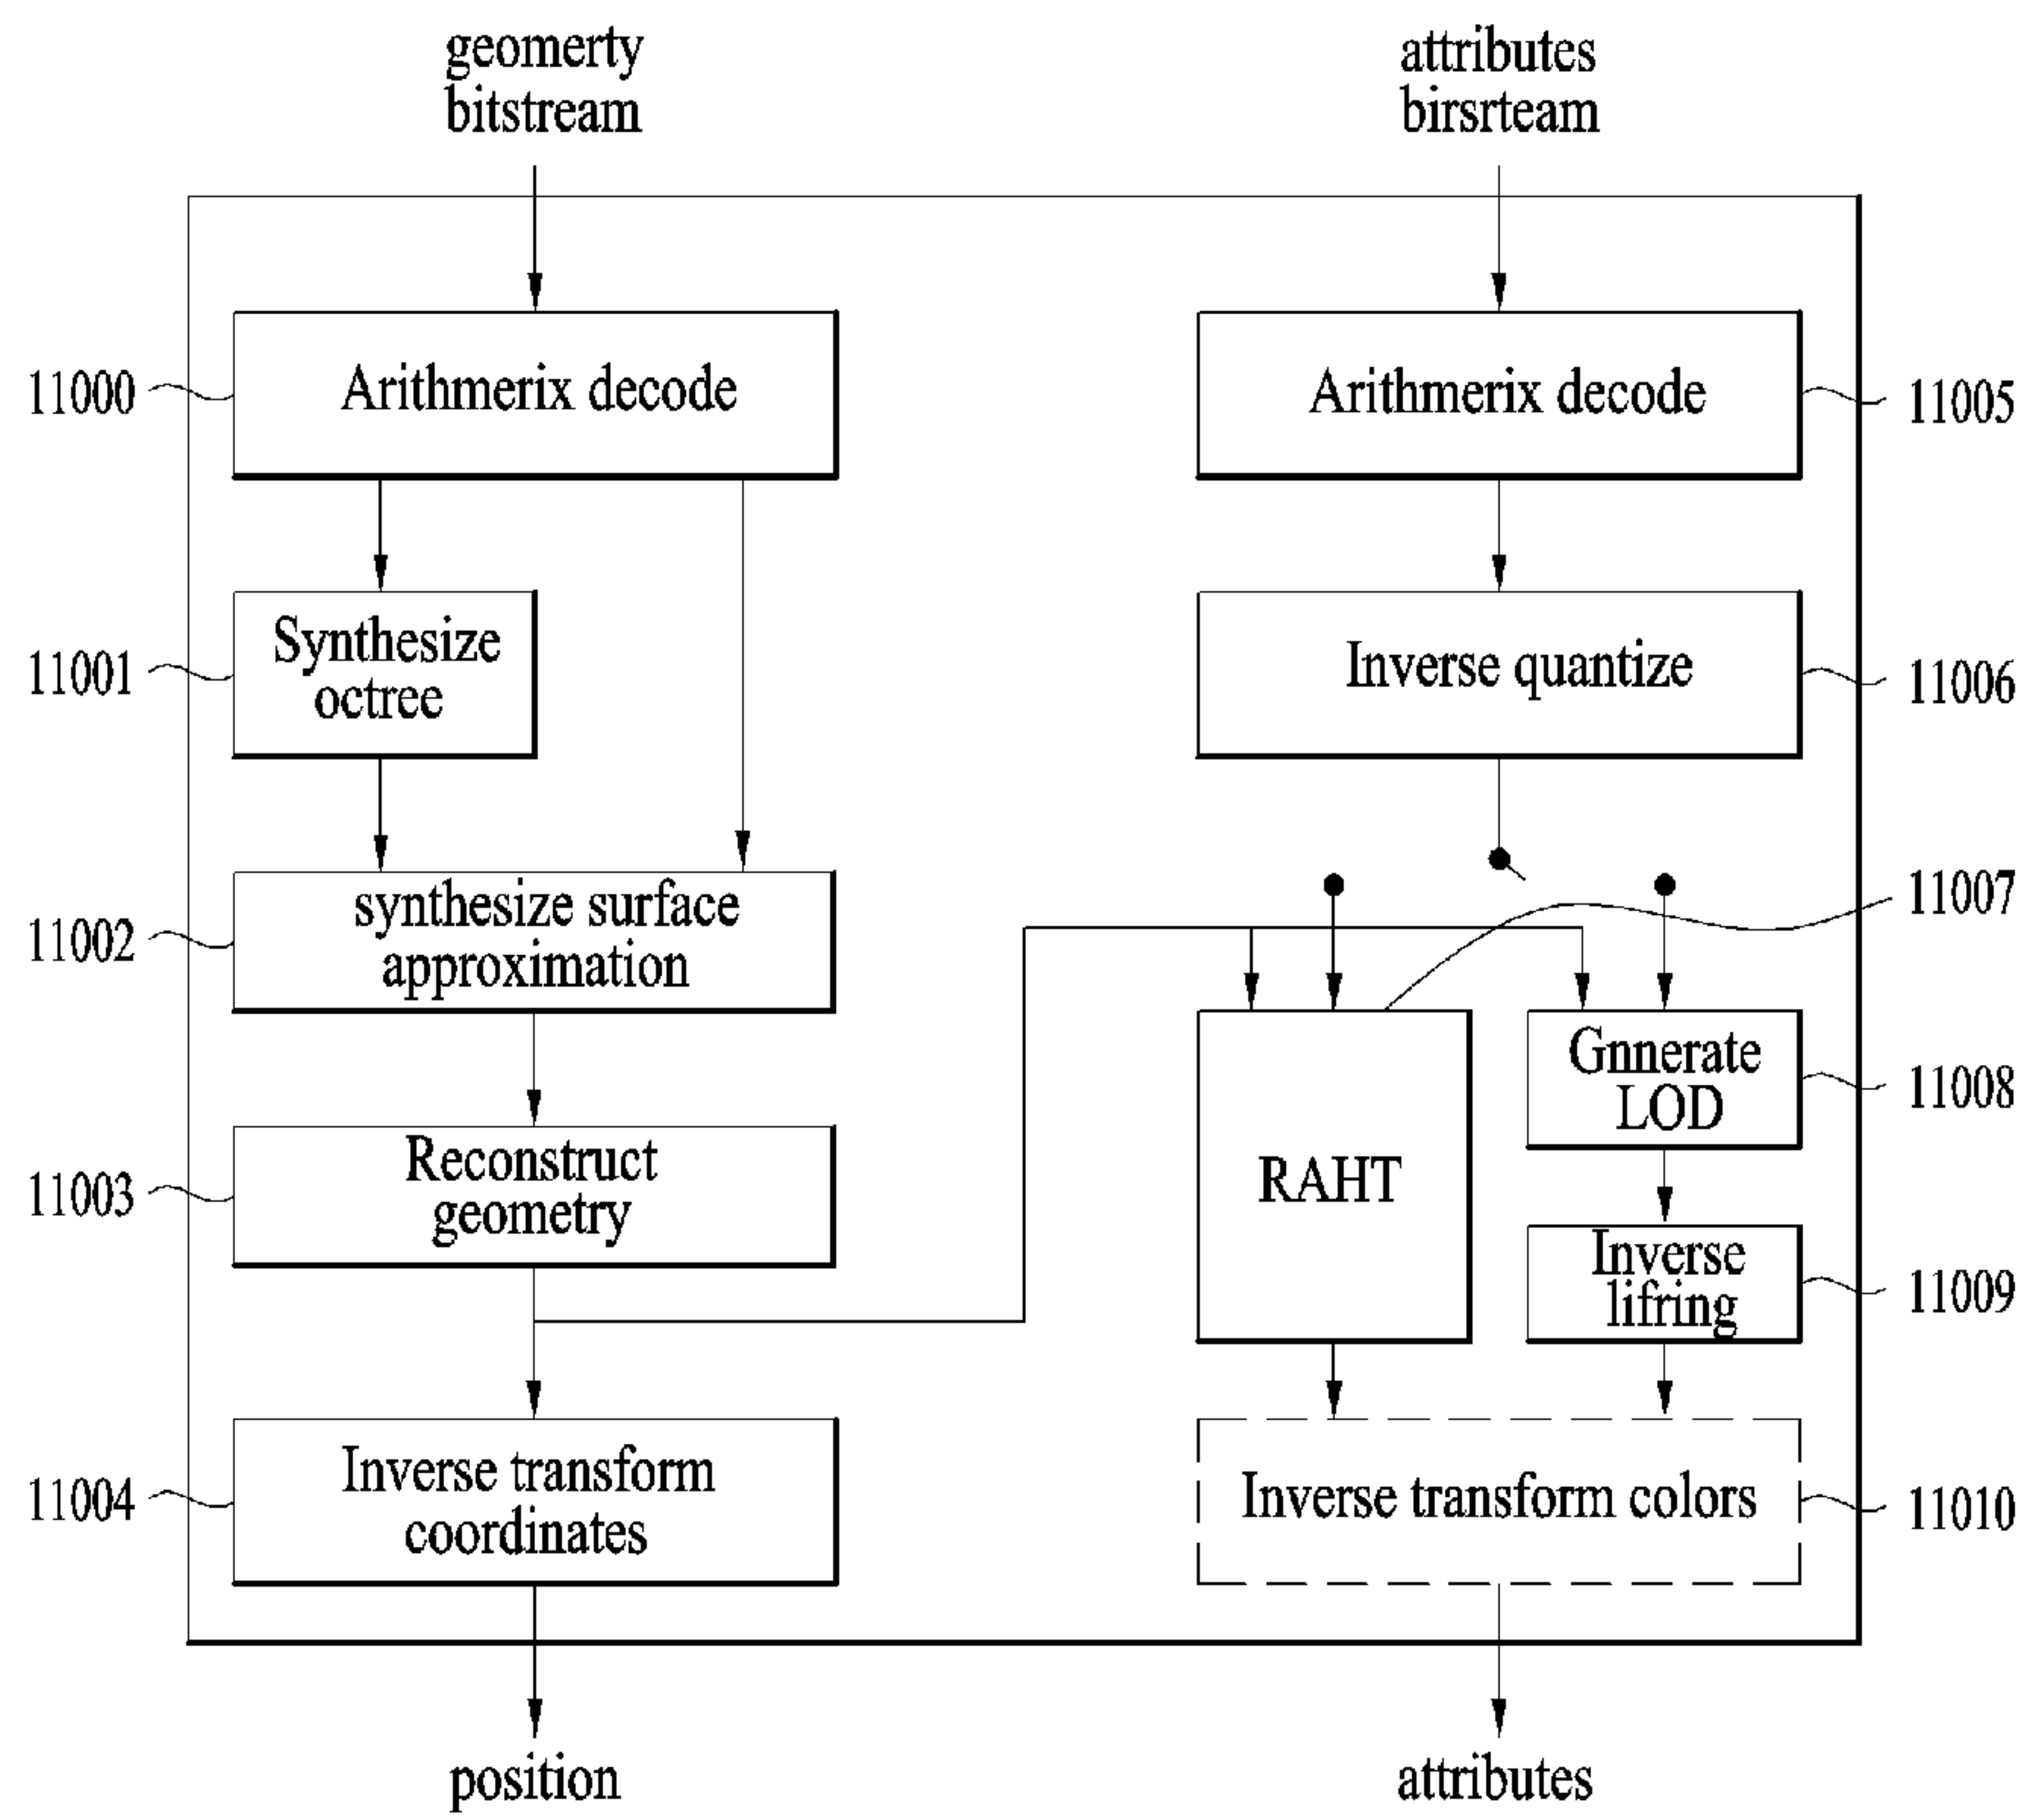 geomerty
bitstream
attributes
birsrteam
11000
Arithmerix decode
Arithmerix decode
11005
11001
Synthesize
octree
Inverse quantize
11006
11002
synthesize surface
approximation
11007
11003
Reconstruct
geometry
RAHT
Gnnerate
LOD
11008
Inverse
lifring
11009
11004
Inverse transform
coordinates
Inverse transform colors
11010
position
attributes